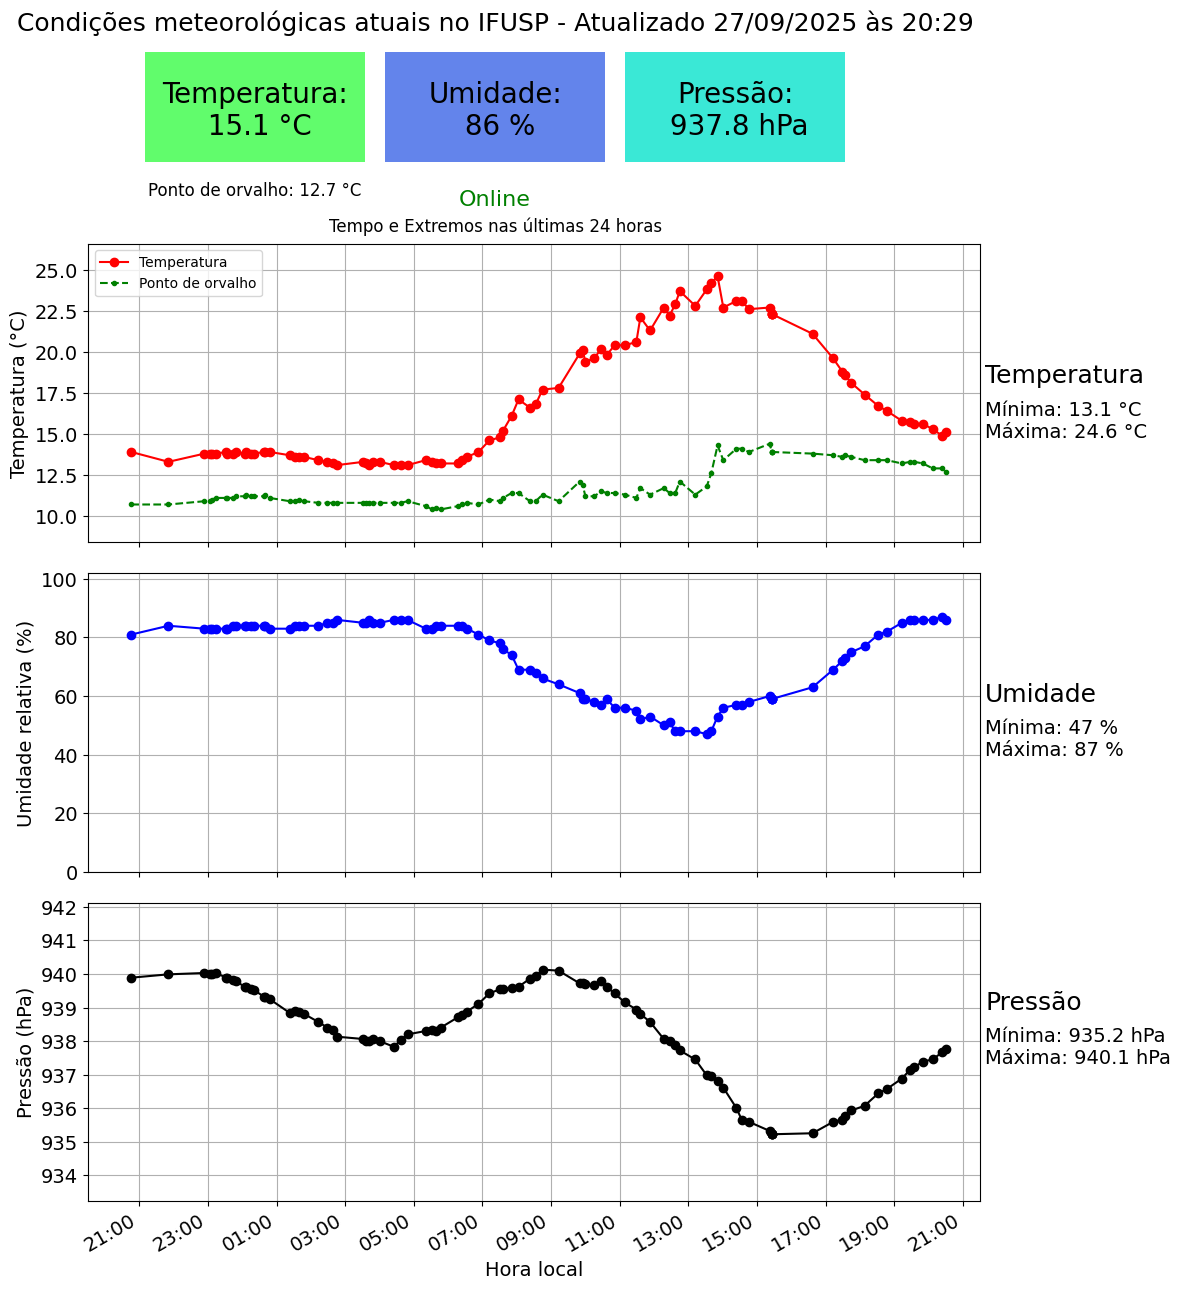 Condições meteorológicas atuais no IFUSP - Atualizado 27/09/2025 às 20:29
Temperatura:
15.1 °C
Umidade:
86 %
Pressão:
937.8 hPa
Ponto de orvalho: 12.7 °C
Online
Tempo e Extremos nas últimas 24 horas
Temperatura (°C)
25.0
22.5
20.0
17.5
15.0
12.5
10.0
Temperatura
Ponto de orvalho
Temperatura
Mínima: 13.1 °C
Máxima: 24.6 °C
Umidade relativa (%)
100
80
60
40
20
0
Umidade
Mínima: 47 %
Máxima: 87 %
Pressão (hPa)
942
941
940
939
938
937
936
935
934
Pressão
Mínima: 935.2 hPa
Máxima: 940.1 hPa
21:00
23:00
01:00
03:00
05:00
07:00
09:00
11:00
13:00
15:00
17:00
19:00
21:00
Hora local